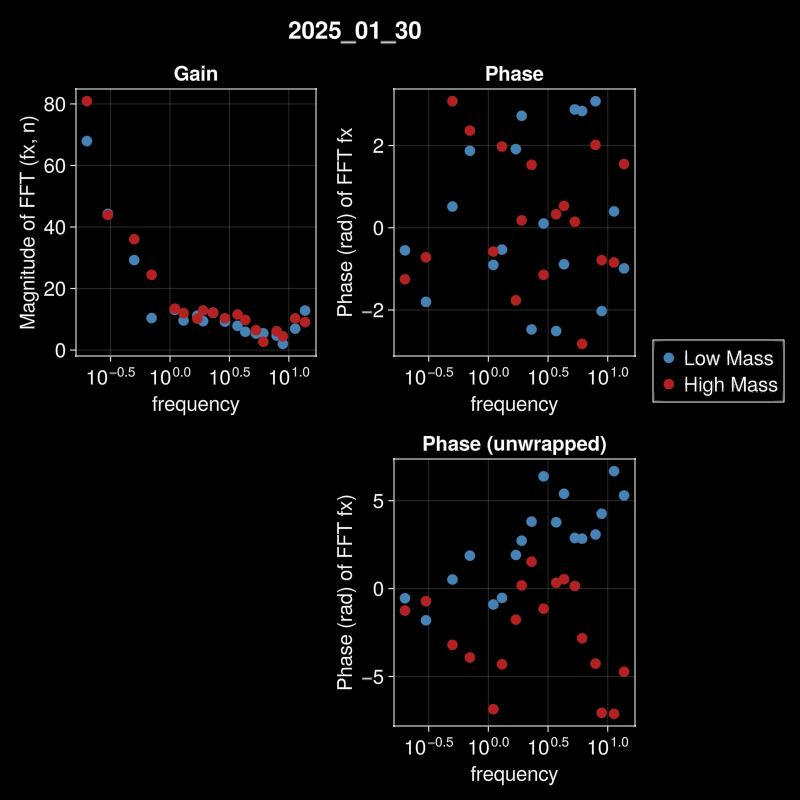 2025_01_30
Gain
Magnitude of FFT (fx, n)
80
60
40
20
0
10^−0.5 10^0.0 10^0.5 10^1.0
frequency
Phase
Phase (rad) of FFT fx
2
0
−2
10^−0.5 10^0.0 10^0.5 10^1.0
frequency
Low Mass
High Mass
Phase (unwrapped)
Phase (rad) of FFT fx)
5
0
−5
10^−0.5 10^0.0 10^0.5 10^1.0
frequency